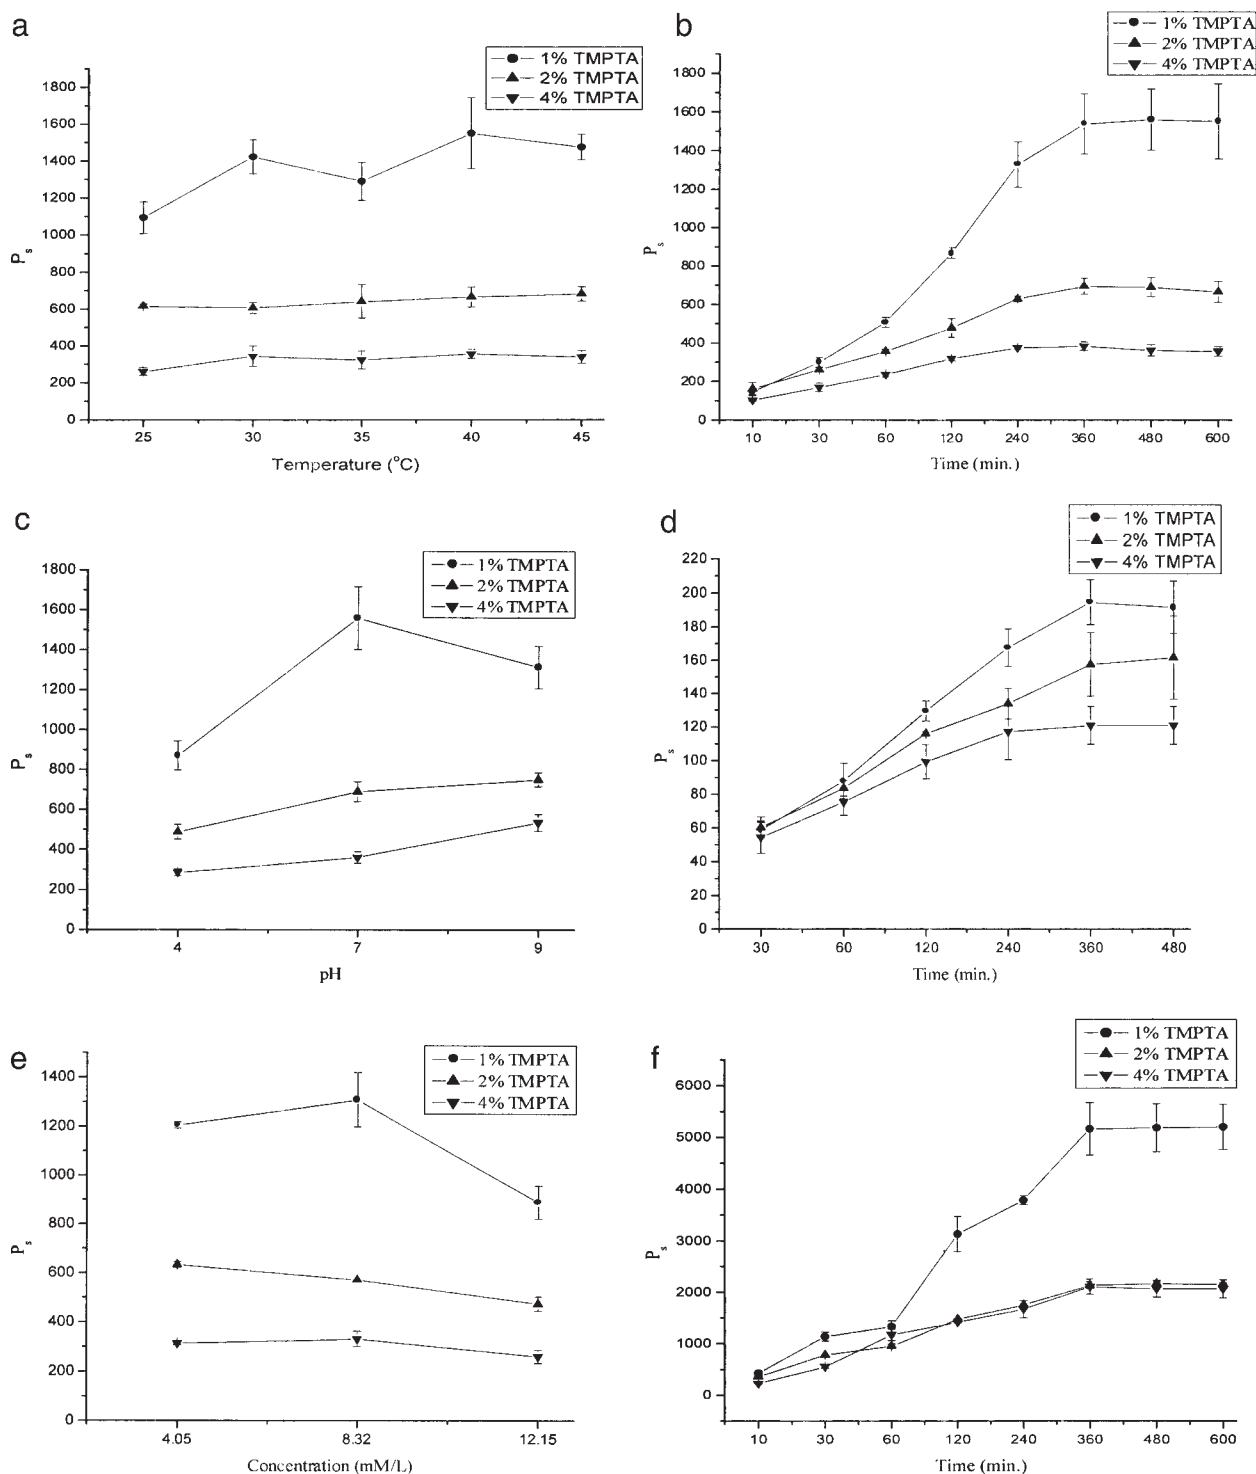 a
1% TMPTA
2% TMPTA
4% TMPTA
1800
1600
1400
1200
1000
800
600
400
200
0
Ps
25 30 35 40 45
Temperature (°C)
b
1% TMPTA
2% TMPTA
4% TMPTA
1800
1600
1400
1200
1000
800
600
400
200
0
Ps
10 30 60 120 240 360 480 600
Time (min.)
c
1% TMPTA
2% TMPTA
4% TMPTA
1800
1600
1400
1200
1000
800
600
400
200
0
Ps
4 7 9
pH
d
1% TMPTA
2% TMPTA
4% TMPTA
220
200
180
160
140
120
100
80
60
40
20
0
Ps
30 60 120 240 360 480
Time (min.)
e
1% TMPTA
2% TMPTA
4% TMPTA
1400
1200
1000
800
600
400
200
0
Ps
4.05 8.32 12.15
Concentration (mM/L)
f
1% TMPTA
2% TMPTA
4% TMPTA
6000
5000
4000
3000
2000
1000
0
Ps
10 30 60 120 240 360 480 600
Time (min.)